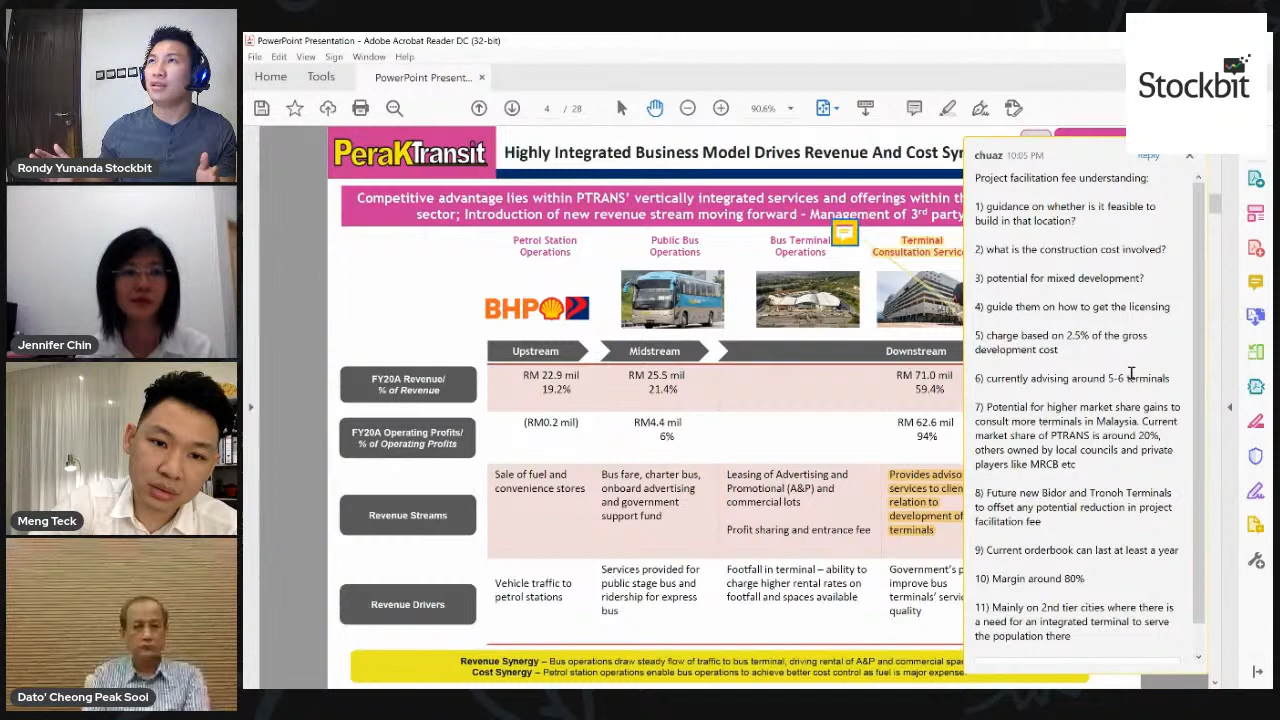 Rondy Yunanda Stockbit
Jennifer Chin
Meng Teck
Dato' Cheong Peak Sooi
PowerPoint Presentation - Adobe Acrobat Reader DC (32-bit)
File Edit View Sign Window Help
Home Tools PowerPoint Present... ×
4 / 28 90.6%
Stockbit
PeraKTransit
Highly Integrated Business Model Drives Revenue And Cost Syn
Competitive advantage lies within PTRANS' vertically integrated services and offerings within th
sector; Introduction of new revenue stream moving forward - Management of 3rd party
Petrol Station
Operations
Public Bus
Operations
Bus Terminal
Operations
Terminal
Consultation Service
BHP
Upstream
Midstream
Downstream
FY20A Revenue/
% of Revenue
RM 22.9 mil
19.2%
RM 25.5 mil
21.4%
RM 71.0 mil
59.4%
FY20A Operating Profits/
% of Operating Profits
(RM0.2 mil)
RM4.4 mil
6%
RM 62.6 mil
94%
Revenue Streams
Sale of fuel and
convenience stores
Bus fare, charter bus,
onboard advertising
and government
support fund
Leasing of Advertising and
Promotional (A&P) and
commercial lots
Profit sharing and entrance fee
Provides adviso
services to clien
relation to
development of
terminals
Revenue Drivers
Vehicle traffic to
petrol stations
Services provided for
public stage bus and
ridership for express
bus
Footfall in terminal – ability to
charge higher rental rates on
footfall and spaces available
Government's p
improve bus
terminals' servic
quality
Revenue Synergy – Bus operations draw steady flow of traffic to bus terminal, driving rental of A&P and commercial spac
Cost Synergy – Petrol station operations enable bus operations to achieve better cost control as fuel is major expense
chuaz 10:05 PM Reply
Project facilitation fee understanding:
1) guidance on whether is it feasible to
build in that location?
2) what is the construction cost involved?
3) potential for mixed development?
4) guide them on how to get the licensing
5) charge based on 2.5% of the gross
development cost
6) currently advising around 5-6 terminals
7) Potential for higher market share gains to
consult more terminals in Malaysia. Current
market share of PTRANS is around 20%,
others owned by local councils and private
players like MRCB etc
8) Future new Bidor and Tronoh Terminals
to offset any potential reduction in project
facilitation fee
9) Current orderbook can last at least a year
10) Margin around 80%
11) Mainly on 2nd tier cities where there is
a need for an integrated terminal to serve
the population there